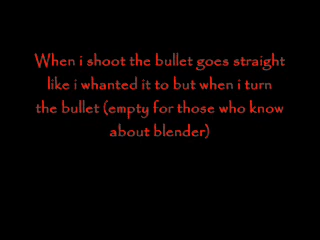 When i shoot the bullet goes straight
like i whanted it to but when i turn
the bullet (empty for those who know
about blender)